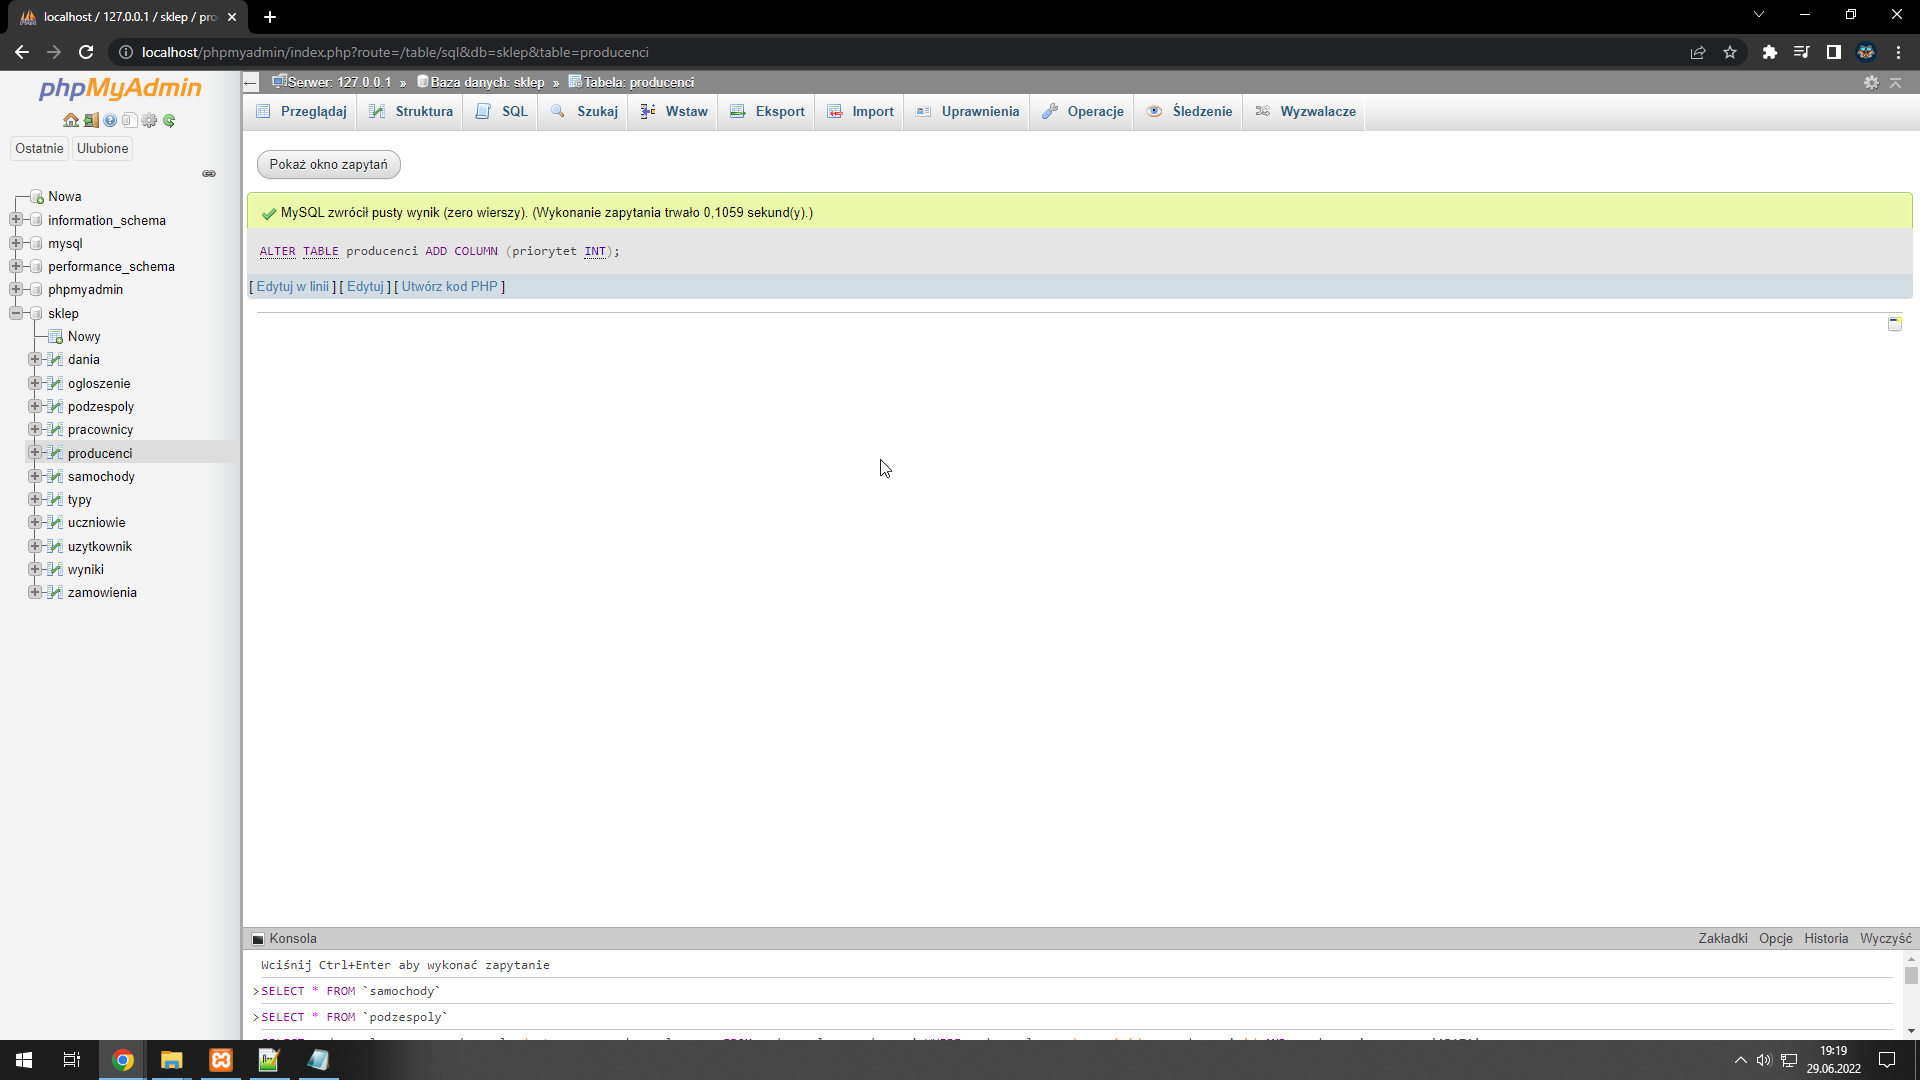 localhost / 127.0.0.1 / sklep / pro
localhost/phpmyadmin/index.php?route=/table/sql&db=sklep&table=producenci
phpMyAdmin
Ostatnie
Ulubione
Nowa
information_schema
mysql
performance_schema
phpmyadmin
sklep
Nowy
dania
ogloszenie
podzespoly
pracownicy
producenci
samochody
typy
uczniowie
uzytkownik
wyniki
zamowienia
Serwer: 127.0.0.1 » Baza danych: sklep » Tabela: producenci
Przeglądaj Struktura SQL Szukaj Wstaw Eksport Import Uprawnienia Operacje Śledzenie Wyzwalacze
Pokaż okno zapytań
MySQL zwrócił pusty wynik (zero wierszy). (Wykonanie zapytania trwało 0,1059 sekund(y).)
ALTER TABLE producenci ADD COLUMN (priorytet INT);
[ Edytuj w linii ] [ Edytuj ] [ Utwórz kod PHP ]
Konsola
Zakładki Opcje Historia Wyczyść
Wciśnij Ctrl+Enter aby wykonać zapytanie
>SELECT * FROM `samochody`
>SELECT * FROM `podzespoly`
19:19
29.06.2022